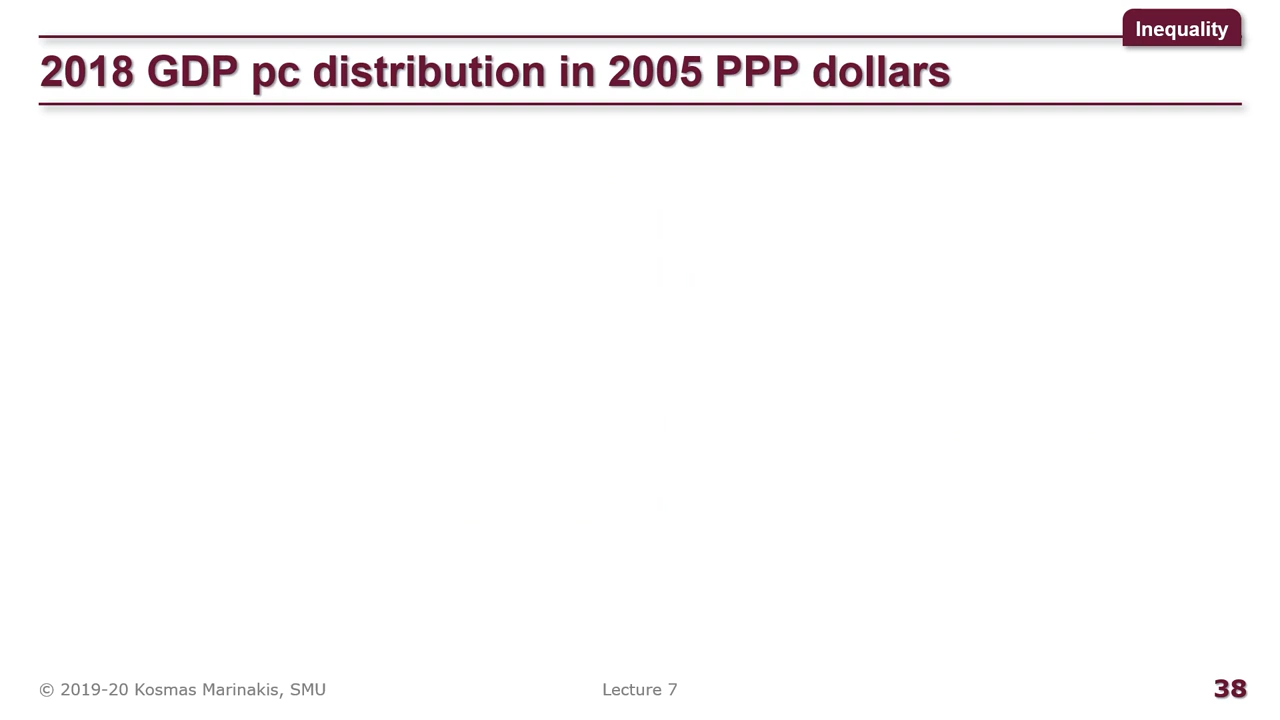 Inequality
2018 GDP pc distribution in 2005 PPP dollars
© 2019-20 Kosmas Marinakis, SMU
Lecture 7
38